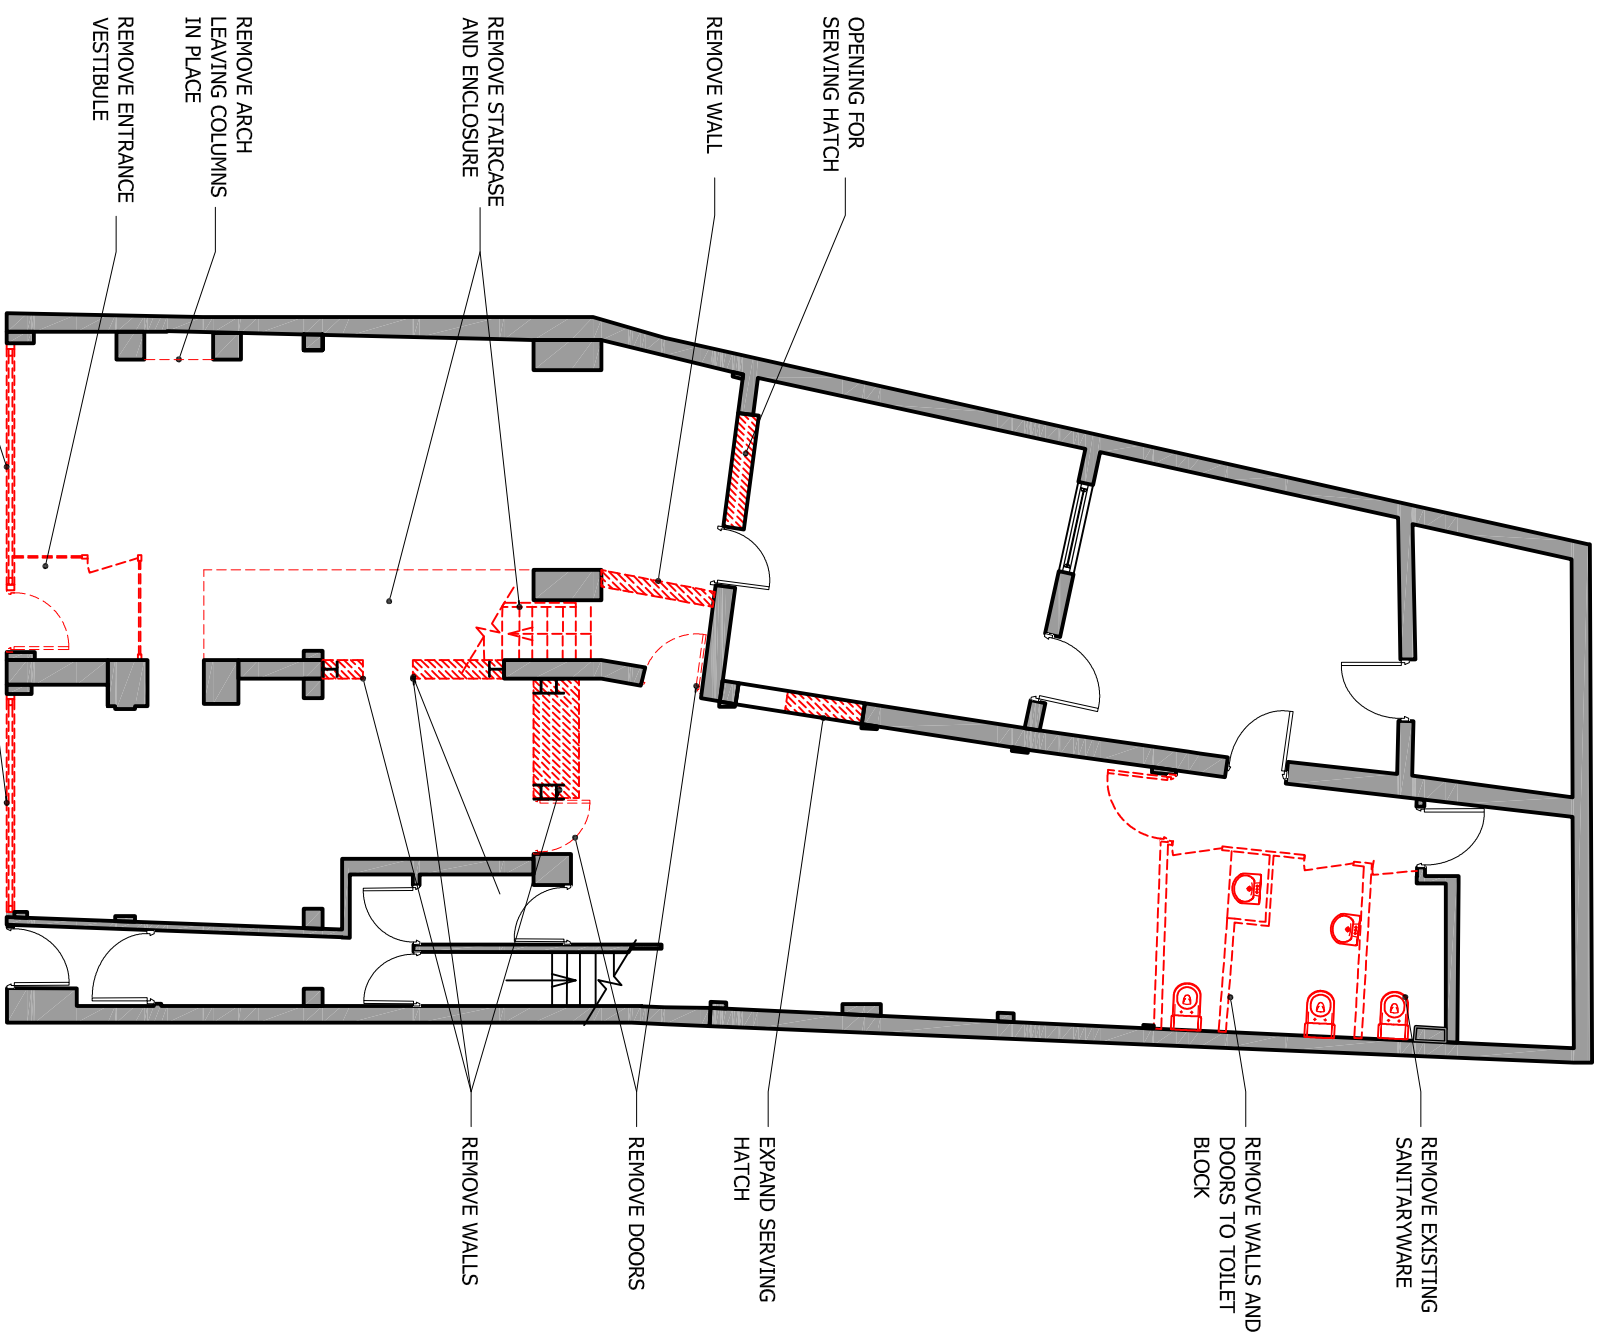 OPENING FOR
SERVING HATCH
REMOVE WALL
REMOVE STAIRCASE
AND ENCLOSURE
REMOVE ARCH
LEAVING COLUMNS
IN PLACE
REMOVE ENTRANCE
VESTIBULE
REMOVE EXISTING
SANITARYWARE
REMOVE WALLS AND
DOORS TO TOILET
BLOCK
EXPAND SERVING
HATCH
REMOVE DOORS
REMOVE WALLS